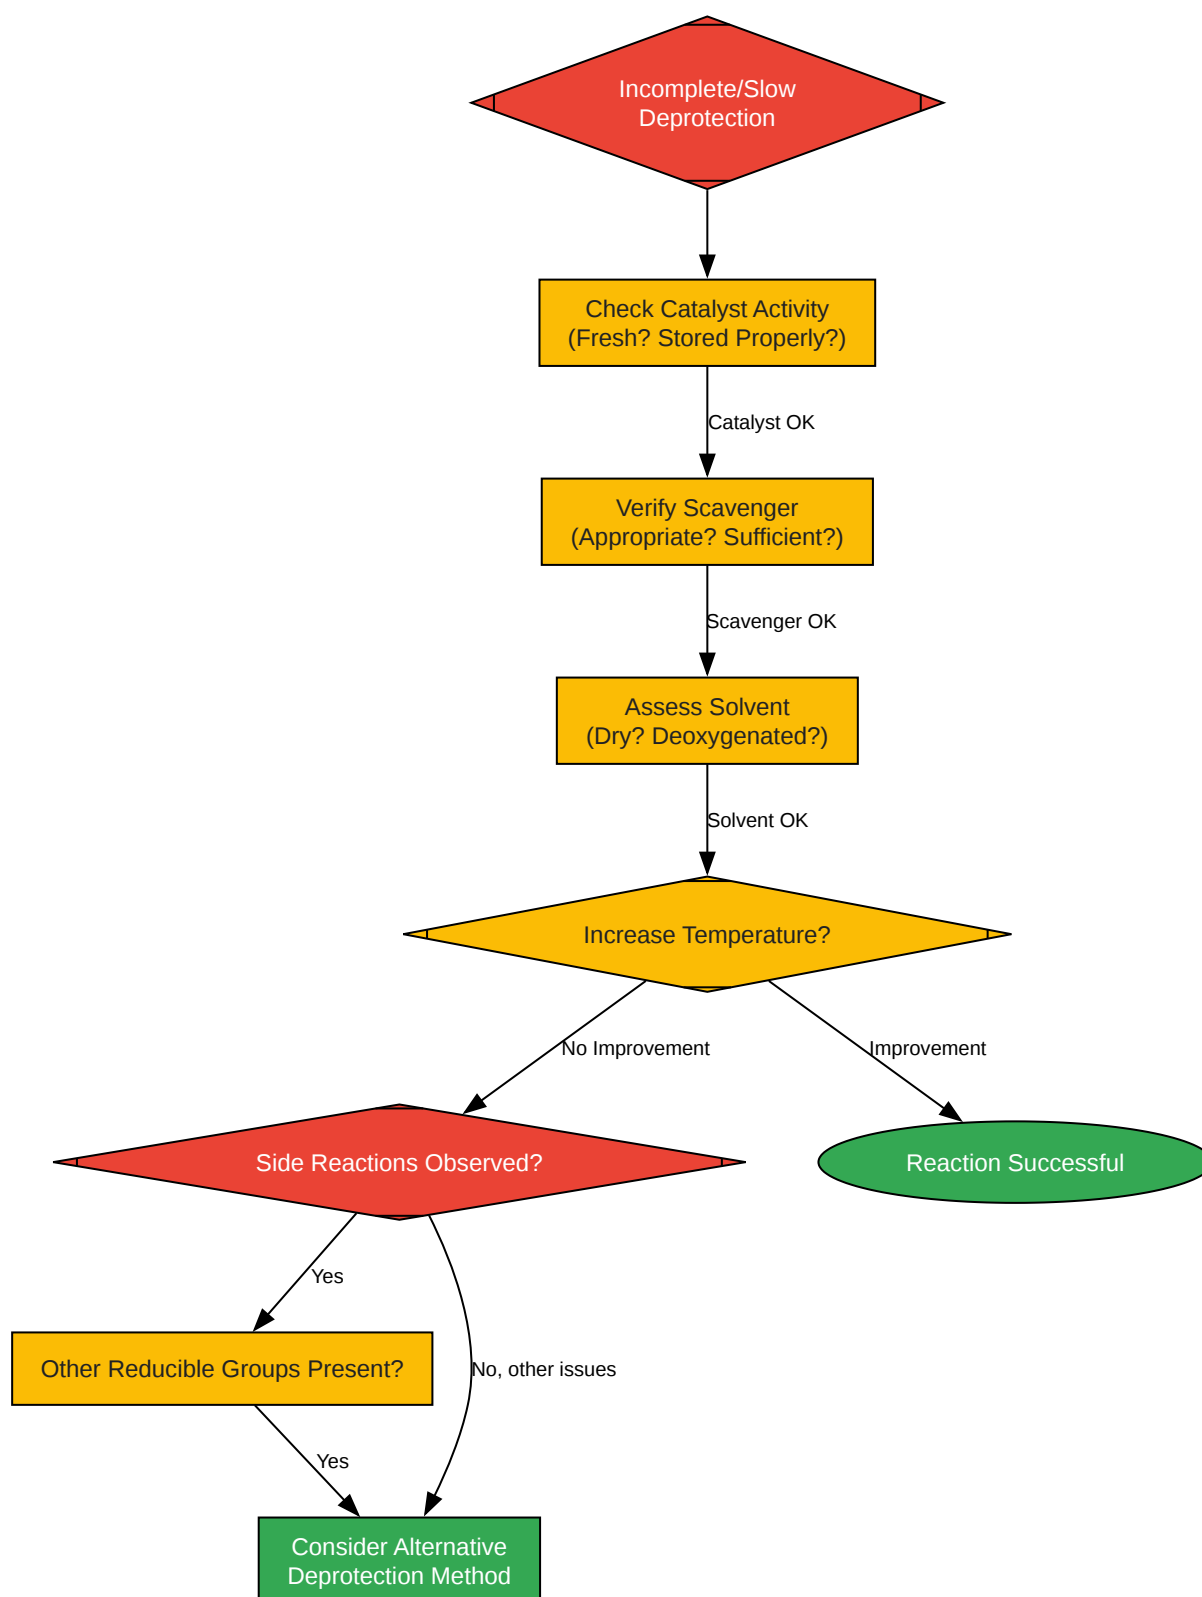 Incomplete/Slow
Deprotection
Check Catalyst Activity
(Fresh? Stored Properly?)
Catalyst OK
Verify Scavenger
(Appropriate? Sufficient?)
Scavenger OK
Assess Solvent
(Dry? Deoxygenated?)
Solvent OK
Increase Temperature?
No Improvement
Improvement
Side Reactions Observed?
Reaction Successful
Yes
Other Reducible Groups Present?
No, other issues
Yes
Consider Alternative
Deprotection Method